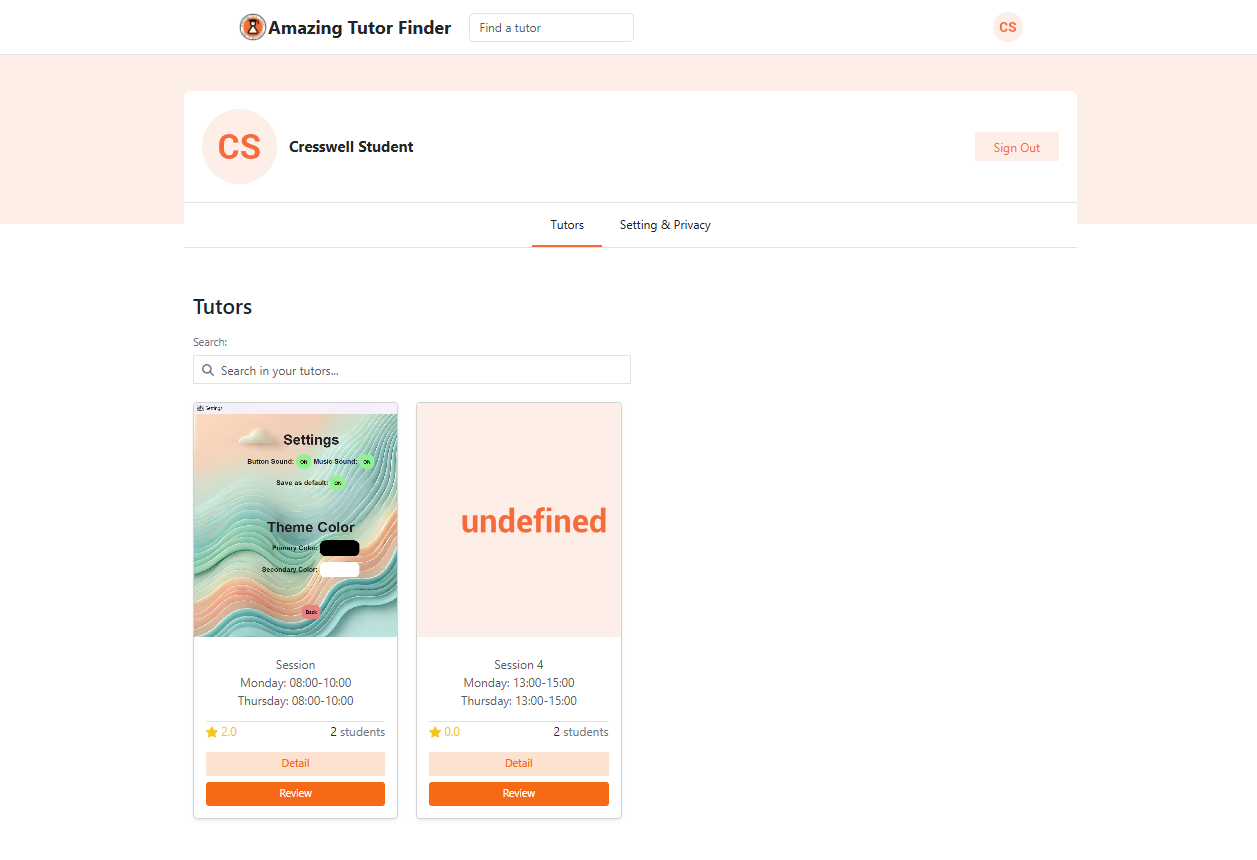 Amazing Tutor Finder
Find a tutor
CS
CS
Cresswell Student
Sign Out
Tutors
Setting & Privacy
Tutors
Search:
Search in your tutors...
Settings
Settings
Button Sound: ON Music Sound: ON
Save as default: ON
Theme Color
Primary Color:
Secondary Color:
Back
Session
Monday: 08:00-10:00
Thursday: 08:00-10:00
2.0
2 students
Detail
Review
undefined
Session 4
Monday: 13:00-15:00
Thursday: 13:00-15:00
0.0
2 students
Detail
Review